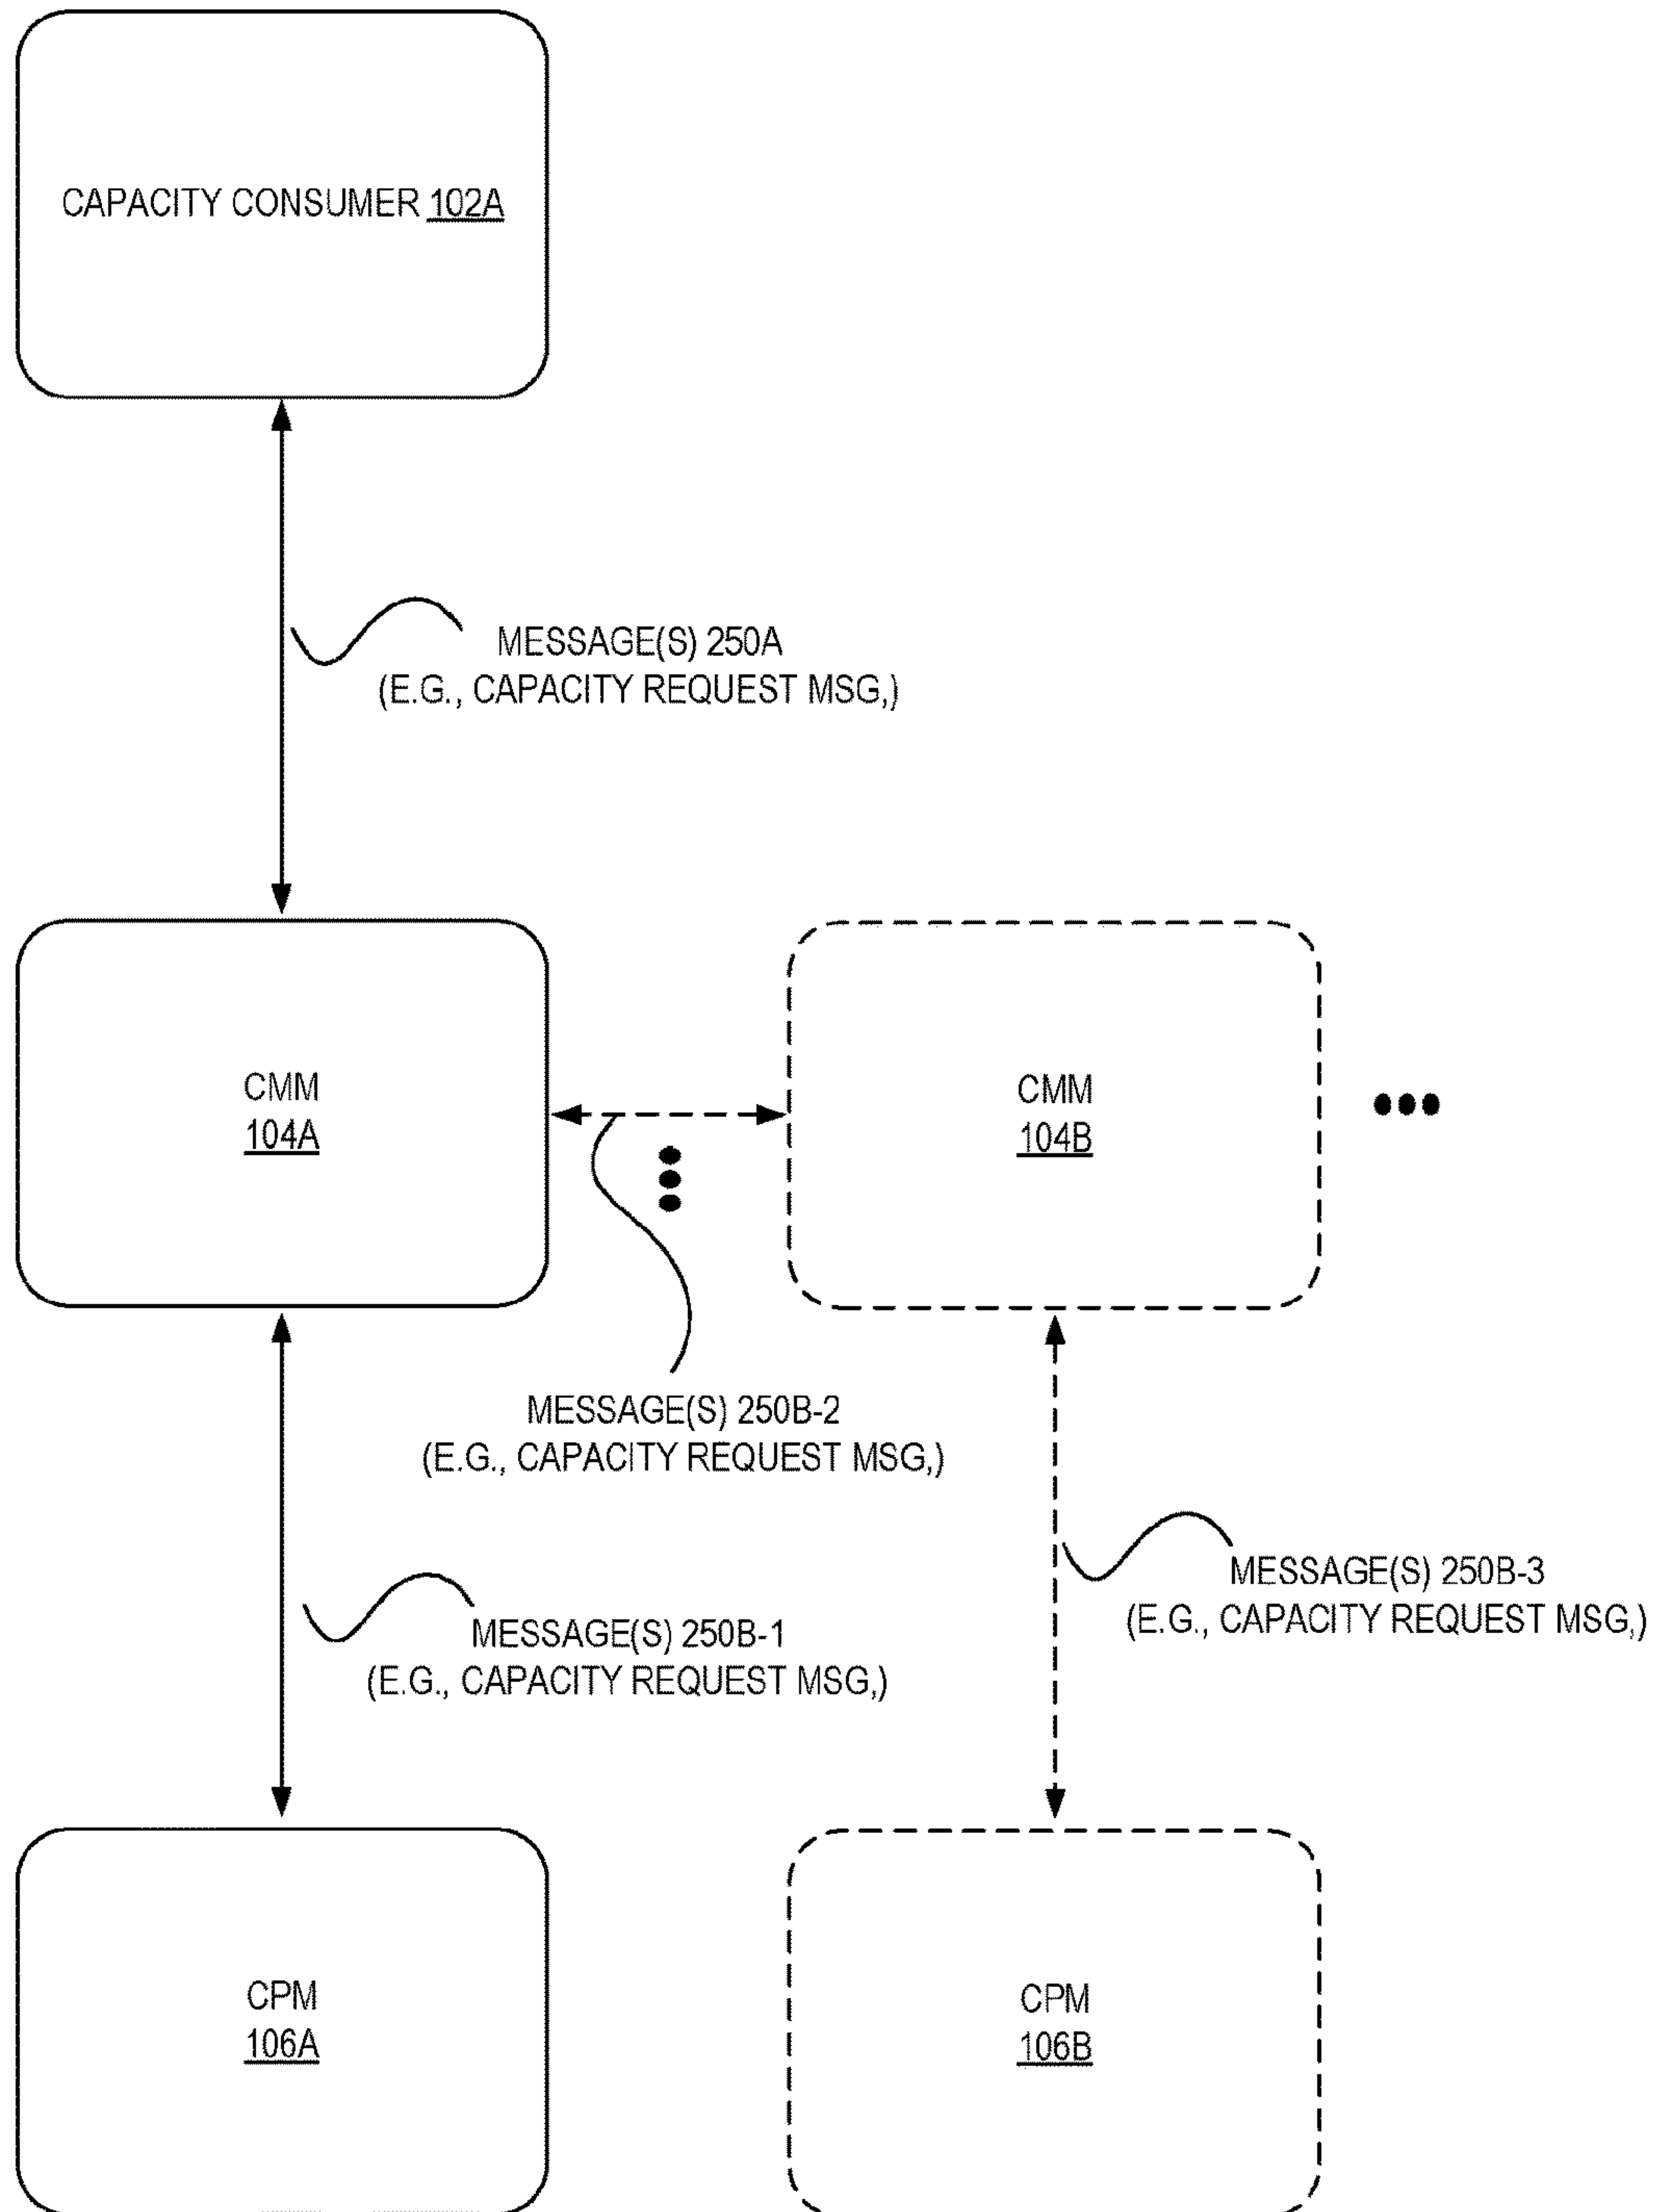 CAPACITY CONSUMER 102A
MESSAGE(S) 250A
(E.G., CAPACITY REQUEST MSG,)
CMM
104A
CMM
104B
MESSAGE(S) 250B-2
(E.G., CAPACITY REQUEST MSG,)
MESSAGE(S) 250B-3
(E.G., CAPACITY REQUEST MSG,)
MESSAGE(S) 250B-1
(E.G., CAPACITY REQUEST MSG,)
CPM
106A
CPM
106B